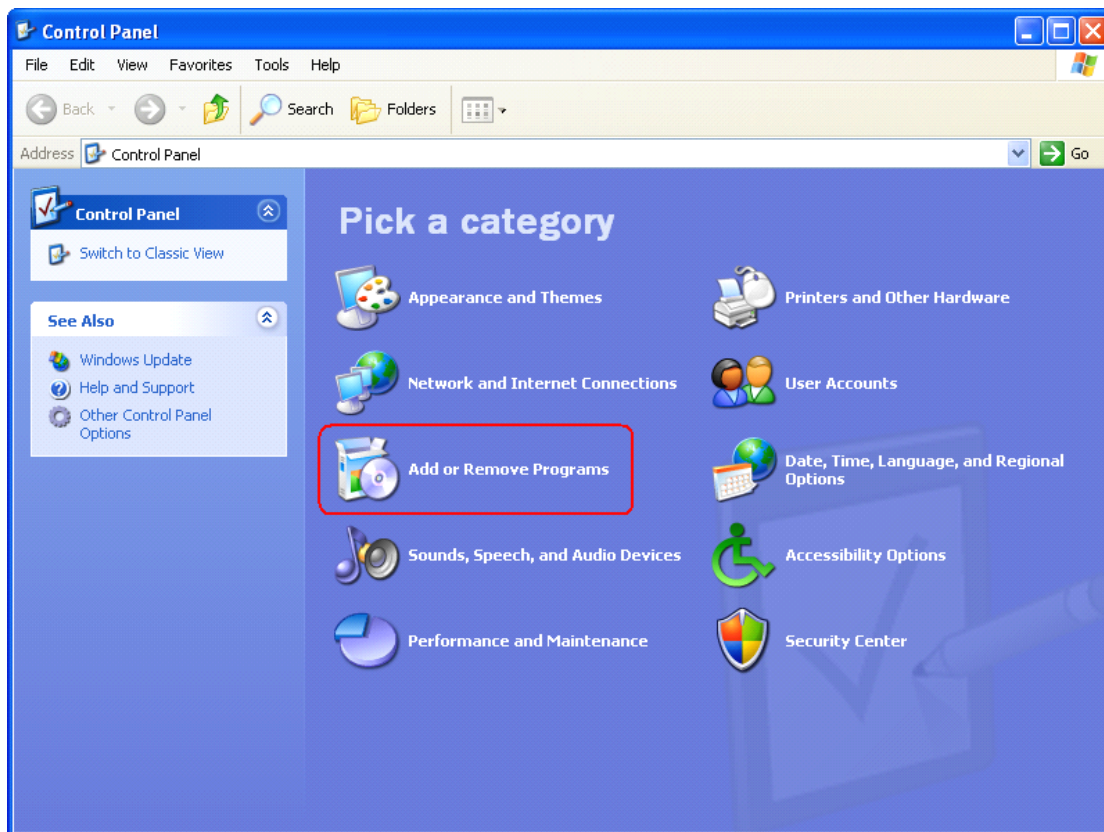 Control Panel
File Edit View Favorites Tools Help
Back Search Folders
Address Control Panel Go
Control Panel
Switch to Classic View
See Also
Windows Update
Help and Support
Other Control Panel
Options
Pick a category
Appearance and Themes
Printers and Other Hardware
Network and Internet Connections
User Accounts
Add or Remove Programs
Date, Time, Language, and Regional
Options
Sounds, Speech, and Audio Devices
Accessibility Options
Performance and Maintenance
Security Center